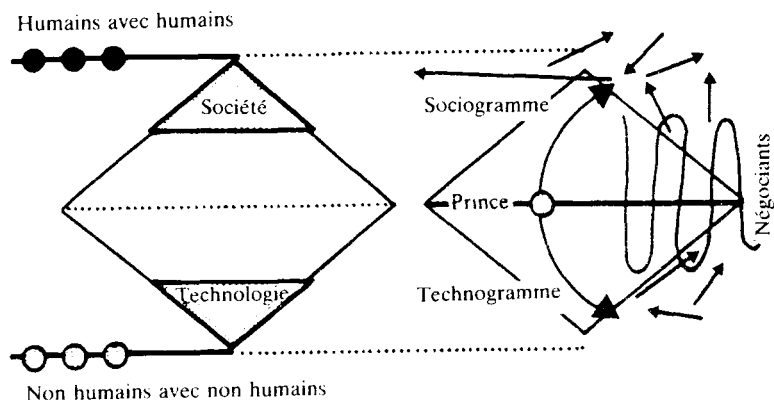 Humains avec humains
Société
Sociogramme
Prince
Négociants
Technologie
Technogramme
Non humains avec non humains